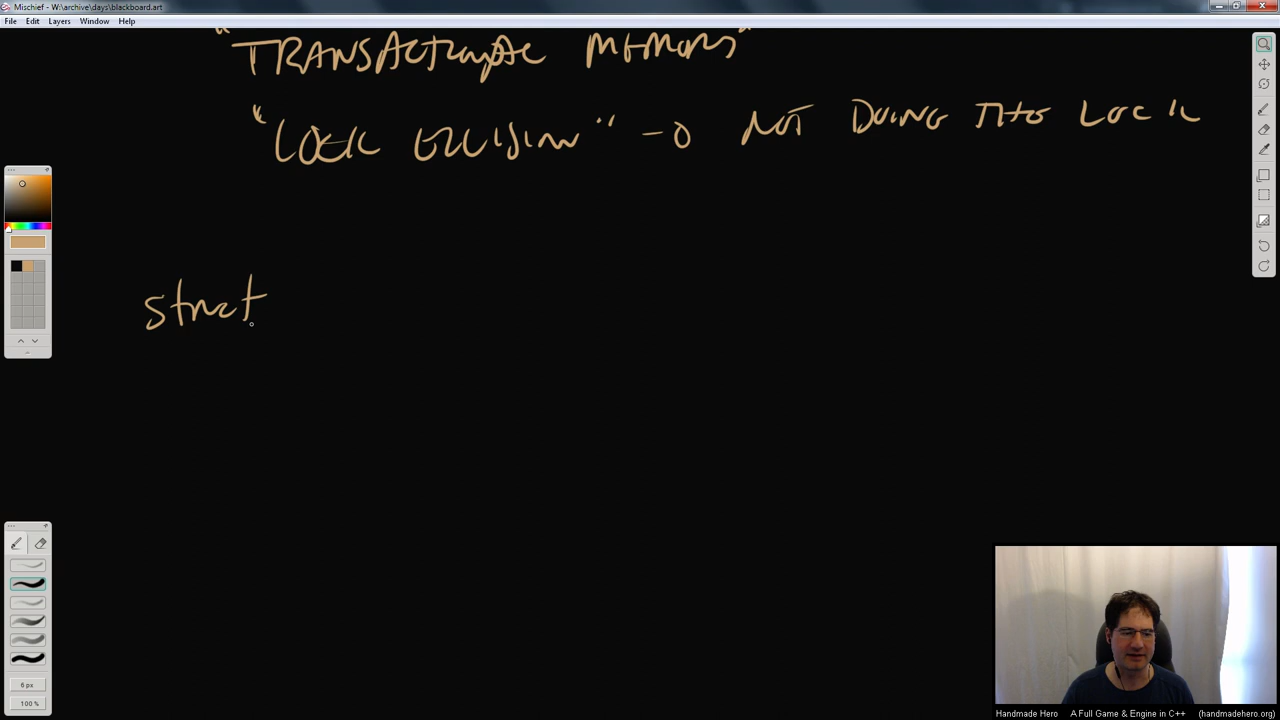 Mischief - W:\archive\days\blackboard.art
File Edit Layers Window Help
"TRANSACTIONAL MEMORY"
"LOCK ELLISION" → NOT DOING THE LOCK
struct
6 px
100 %
Handmade Hero A Full Game & Engine in C++ (handmadehero.org)